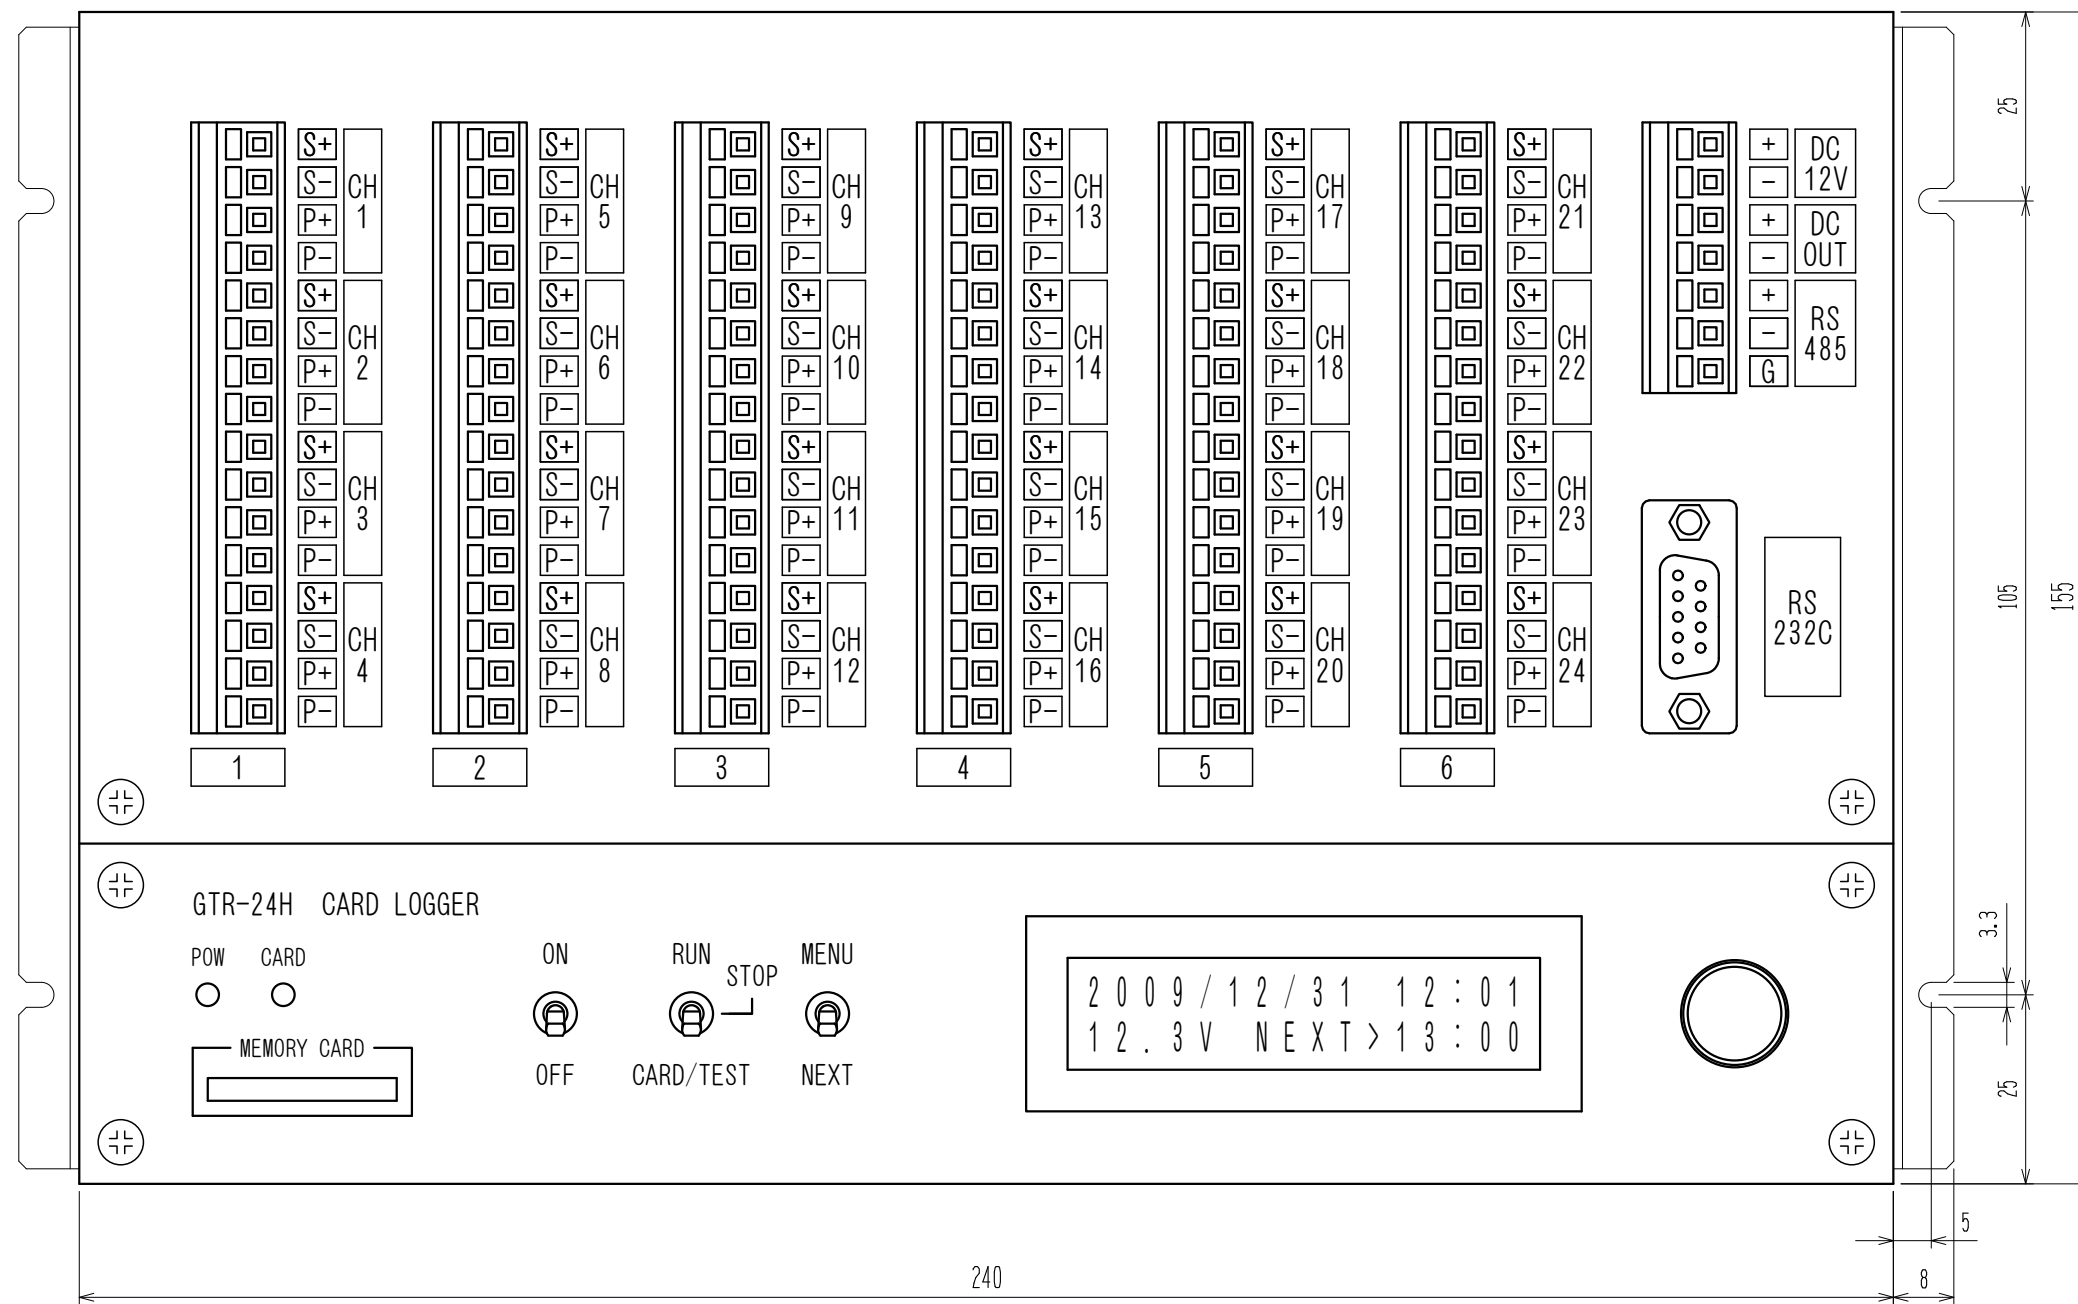 S+ S+ S+ S+ S+ S+ + DC
S- CH S- CH S- CH S- CH S- CH S- CH - 12V
P+ 1 P+ 5 P+ 9 P+ 13 P+ 17 P+ 21 + DC
P- P- P- P- P- P- - OUT
S+ S+ S+ S+ S+ S+ + RS
S- CH S- CH S- CH S- CH S- CH S- CH - 485
P+ 2 P+ 6 P+ 10 P+ 14 P+ 18 P+ 22 G
P- P- P- P- P- P-
S+ S+ S+ S+ S+ S+
S- CH S- CH S- CH S- CH S- CH S- CH
P+ 3 P+ 7 P+ 11 P+ 15 P+ 19 P+ 23
P- P- P- P- P- P-
S+ S+ S+ S+ S+ S+ RS
S- CH S- CH S- CH S- CH S- CH S- CH 232C
P+ 4 P+ 8 P+ 12 P+ 16 P+ 20 P+ 24
P- P- P- P- P- P-
1 2 3 4 5 6
GTR-24H CARD LOGGER
POW CARD
MEMORY CARD
ON
OFF
RUN
STOP
CARD/TEST
MENU
NEXT
2009/12/31 12:01
12.3V NEXT>13:00
25
105
155
3.3
25
5
240
8